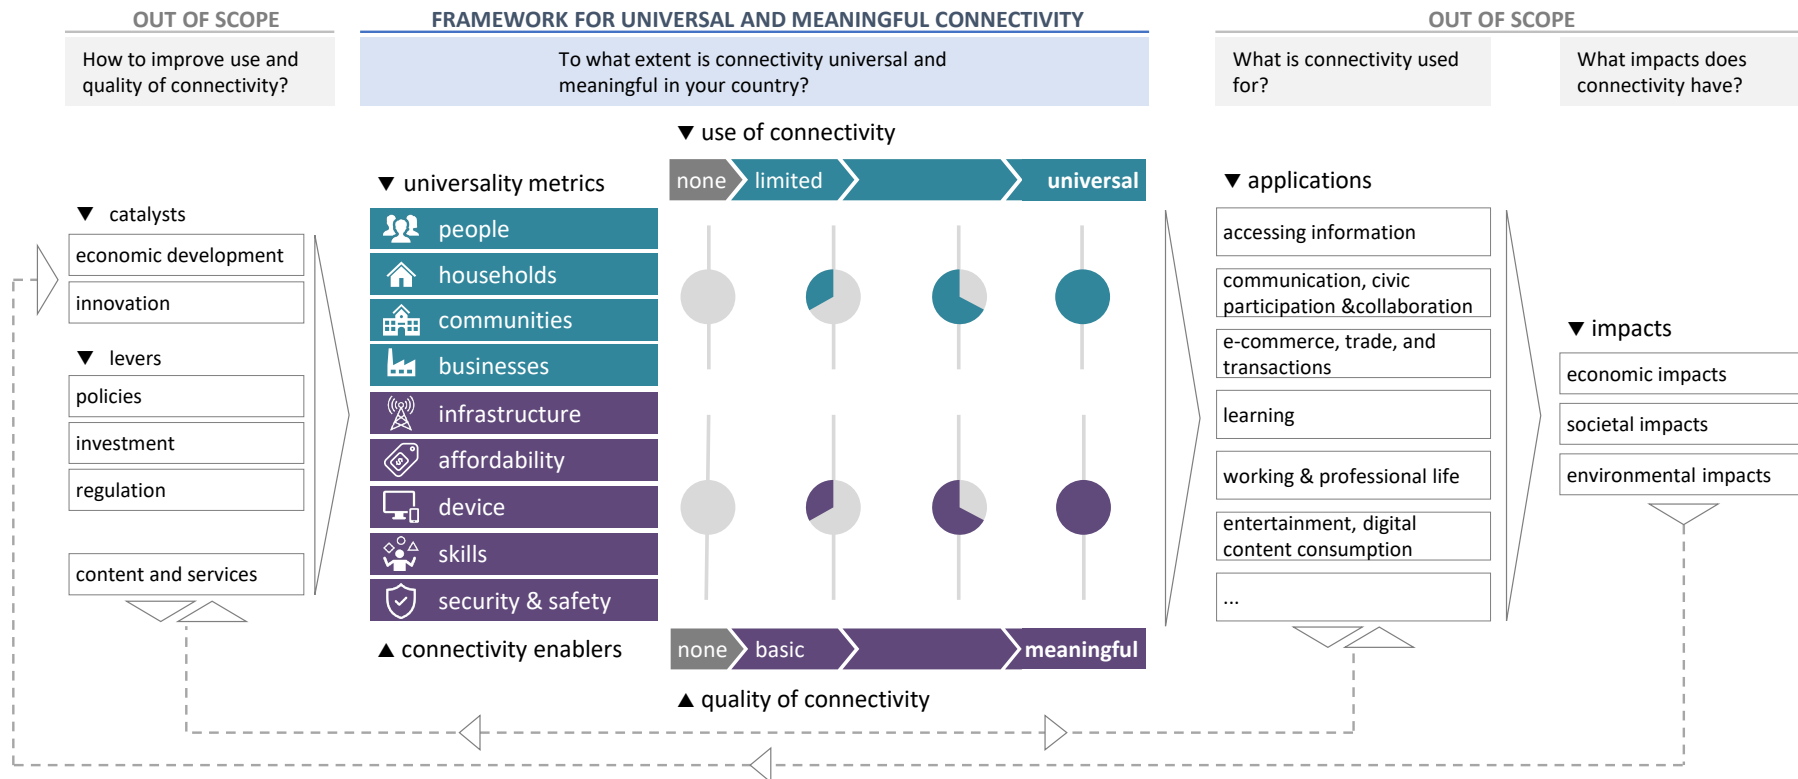 OUT OF SCOPE
FRAMEWORK FOR UNIVERSAL AND MEANINGFUL CONNECTIVITY
OUT OF SCOPE
How to improve use and
quality of connectivity?
To what extent is connectivity universal and
meaningful in your country?
What is connectivity used
for?
What impacts does
connectivity have?
▼ catalysts
economic development
innovation
▼ levers
policies
investment
regulation
content and services
▼ universality metrics
people
households
communities
businesses
infrastructure
affordability
$
device
skills
security & safety
▲ connectivity enablers
▼ use of connectivity
none
limited
universal
none
basic
meaningful
▲ quality of connectivity
▼ applications
accessing information
communication, civic
participation &collaboration
e-commerce, trade, and
transactions
learning
working & professional life
entertainment, digital
content consumption
...
▼ impacts
economic impacts
societal impacts
environmental impacts